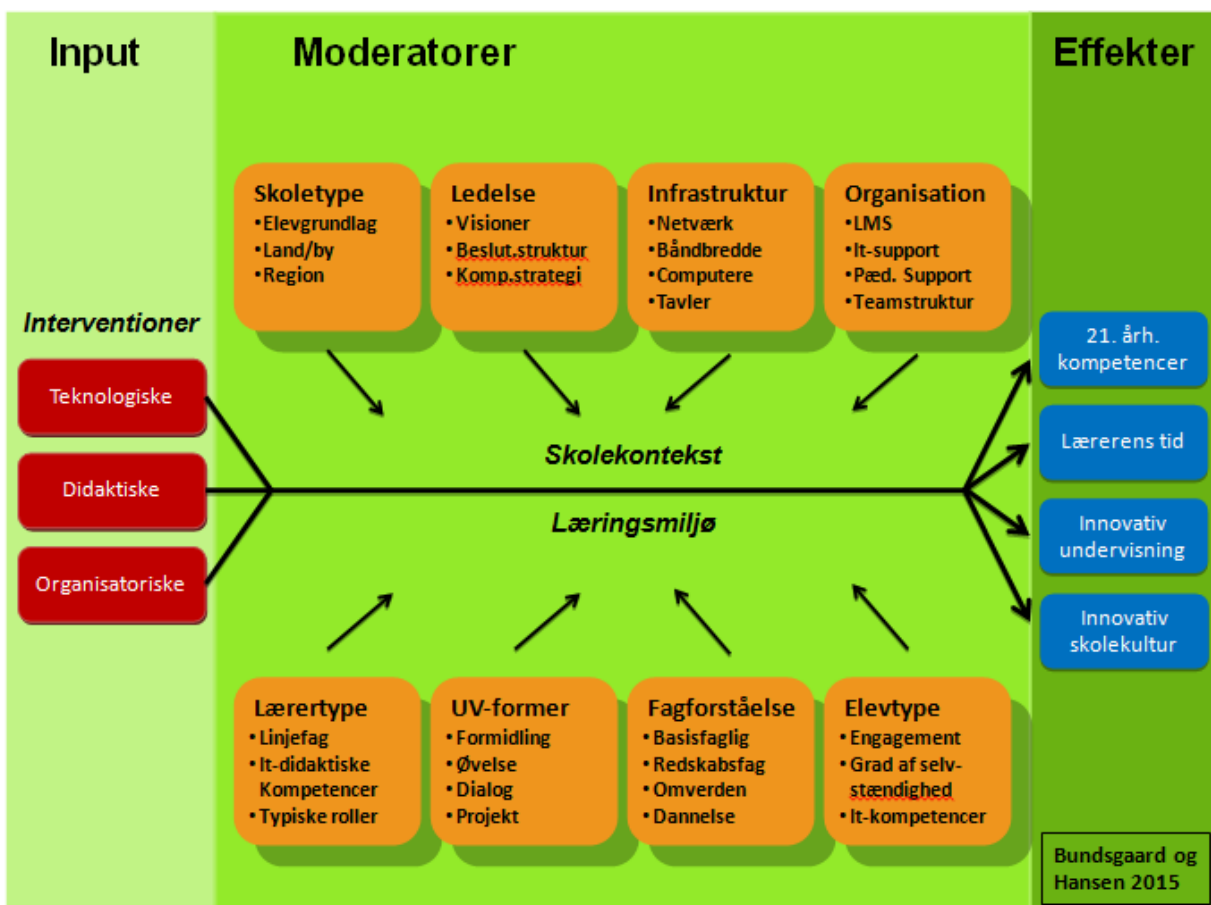 Input
Moderatorer
Effekter
Skoletype
•Elevgrundlag
•Land/by
•Region
Ledelse
•Visioner
•Beslut.struktur
•Komp.strategi
Infrastruktur
•Netværk
•Båndbredde
•Computere
•Tavler
Organisation
•LMS
•It-support
•Pæd. Support
•Teamstruktur
Interventioner
Teknologiske
Didaktiske
Organisatoriske
Skolekontekst
Læringsmiljø
21. årh.
kompetencer
Lærerens tid
Innovativ
undervisning
Innovativ
skolekultur
Lærertype
•Linjefag
•It-didaktiske
Kompetencer
•Typiske roller
UV-former
•Formidling
•Øvelse
•Dialog
•Projekt
Fagforståelse
•Basisfaglig
•Redskabsfag
•Omverden
•Dannelse
Elevtype
•Engagement
•Grad af selv-
stændighed
•It-kompetencer
Bundsgaard og
Hansen 2015